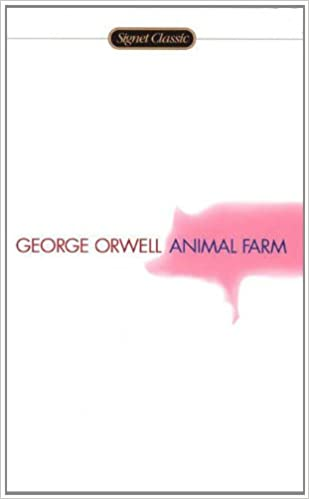 Signet Classic
GEORGE ORWELL ANIMAL FARM